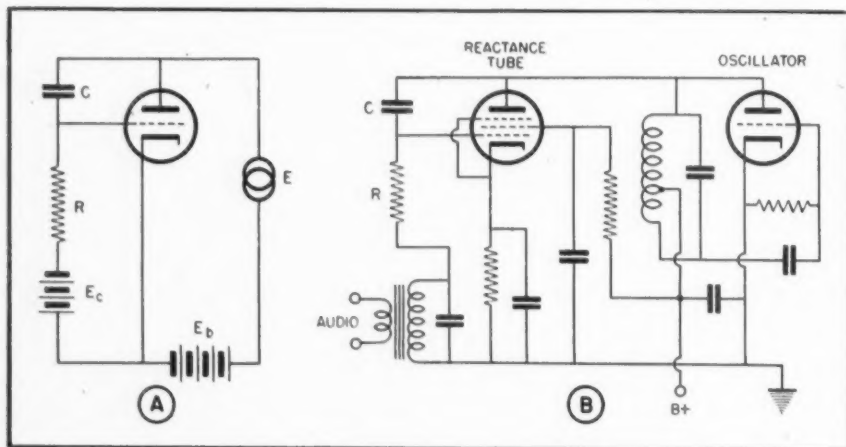 C
R
Ec
Eb
E
A
REACTANCE
TUBE
OSCILLATOR
C
R
AUDIO
B+
B